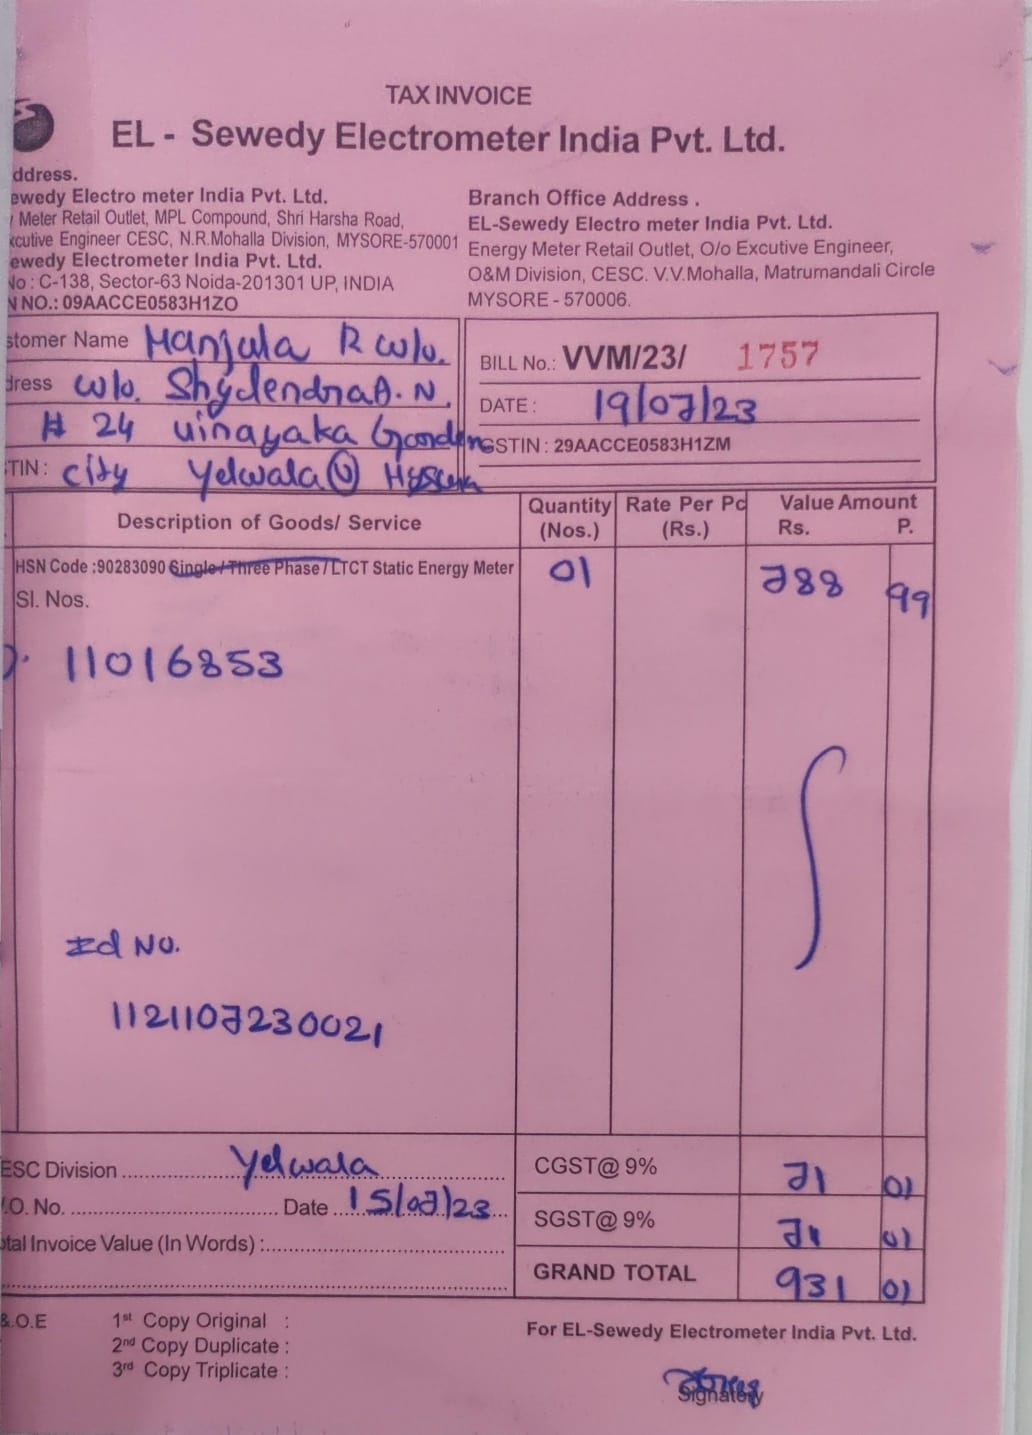 TAX INVOICE
EL - Sewedy Electrometer India Pvt. Ltd.
ddress.
ewedy Electro meter India Pvt. Ltd.
Meter Retail Outlet, MPL Compound, Shri Harsha Road,
xcutive Engineer CESC, N.R.Mohalla Division, MYSORE-570001
ewedy Electrometer India Pvt. Ltd.
No : C-138, Sector-63 Noida-201301 UP, INDIA
N NO.: 09AACCE0583H1ZO
Branch Office Address .
EL-Sewedy Electro meter India Pvt. Ltd.
Energy Meter Retail Outlet, O/o Excutive Engineer,
O&M Division, CESC. V.V.Mohalla, Matrumandali Circle
MYSORE - 570006.
stomer Name Manjula R w/o.
dress w/o. Shylendra A. N.
# 24 Vinayaka Garden
TIN : City Yelwala
BILL No.: VVM/23/ 1757
DATE : 19/07/23
GSTIN : 29AACCE0583H1ZM
Description of Goods/ Service
Quantity (Nos.)
Rate Per Pc (Rs.)
Value Amount
Rs. P.
HSN Code :90283090 Single / Three Phase / LTCT Static Energy Meter 01 788 99
Sl. Nos.
11016853
Id No.
1121107230021
ESC Division Yelwala
.O. No. Date 15/07/23
tal Invoice Value (In Words) :
CGST@ 9% 71 01
SGST@ 9% 71 01
GRAND TOTAL 931 01
&.O.E
1st Copy Original :
2nd Copy Duplicate :
3rd Copy Triplicate :
For EL-Sewedy Electrometer India Pvt. Ltd.
Signatory